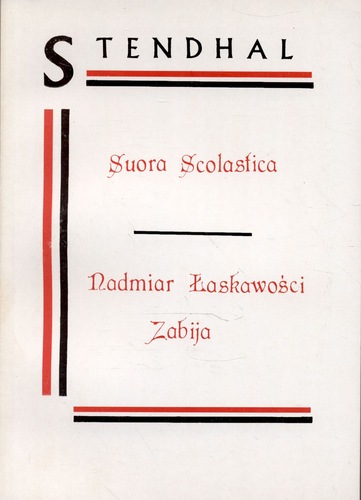 STENDHAL
Suora Scolastica
Nadmiar Łaskawości
Zabija